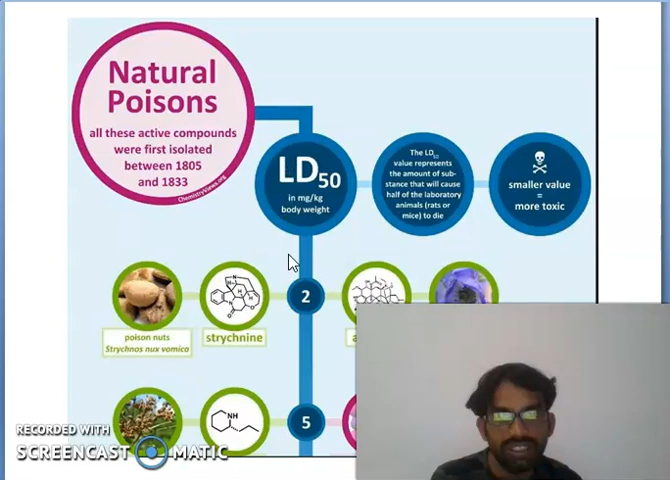 Natural
Poisons
all these active compounds
were first isolated
between 1805
and 1833
ChemistryViews.org
LD50
in mg/kg
body weight
The LD50
value represents
the amount of sub-
stance that will cause
half of the laboratory
animals (rats or
mice) to die
smaller value
=
more toxic
2
poison nuts
Strychnos nux vomica
strychnine
5
NH
RECORDED WITH
SCREENCAST MATIC